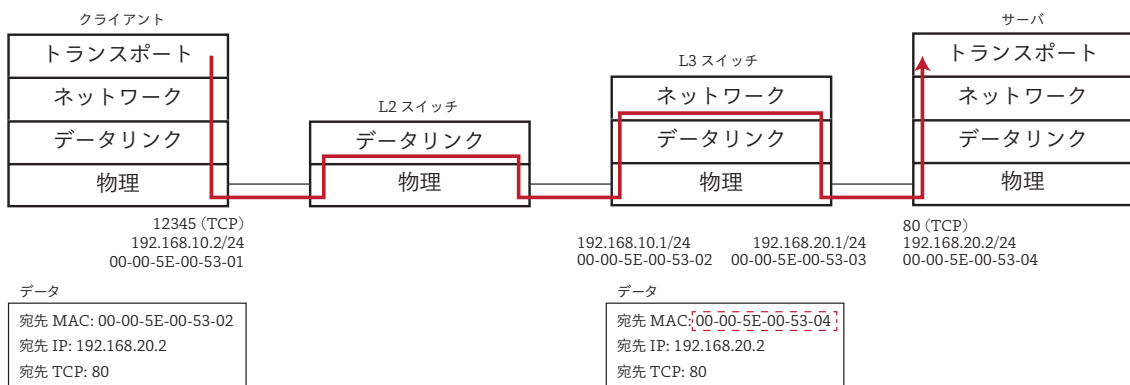 クライアント
トランスポート
ネットワーク
データリンク
物理
L2 スイッチ
データリンク
物理
L3 スイッチ
ネットワーク
データリンク
物理
サーバ
トランスポート
ネットワーク
データリンク
物理
12345 (TCP)
192.168.10.2/24
00-00-5E-00-53-01
192.168.10.1/24
00-00-5E-00-53-02
192.168.20.1/24
00-00-5E-00-53-03
80 (TCP)
192.168.20.2/24
00-00-5E-00-53-04
データ
宛先 MAC: 00-00-5E-00-53-02
宛先 IP: 192.168.20.2
宛先 TCP: 80
データ
宛先 MAC: 00-00-5E-00-53-04
宛先 IP: 192.168.20.2
宛先 TCP: 80